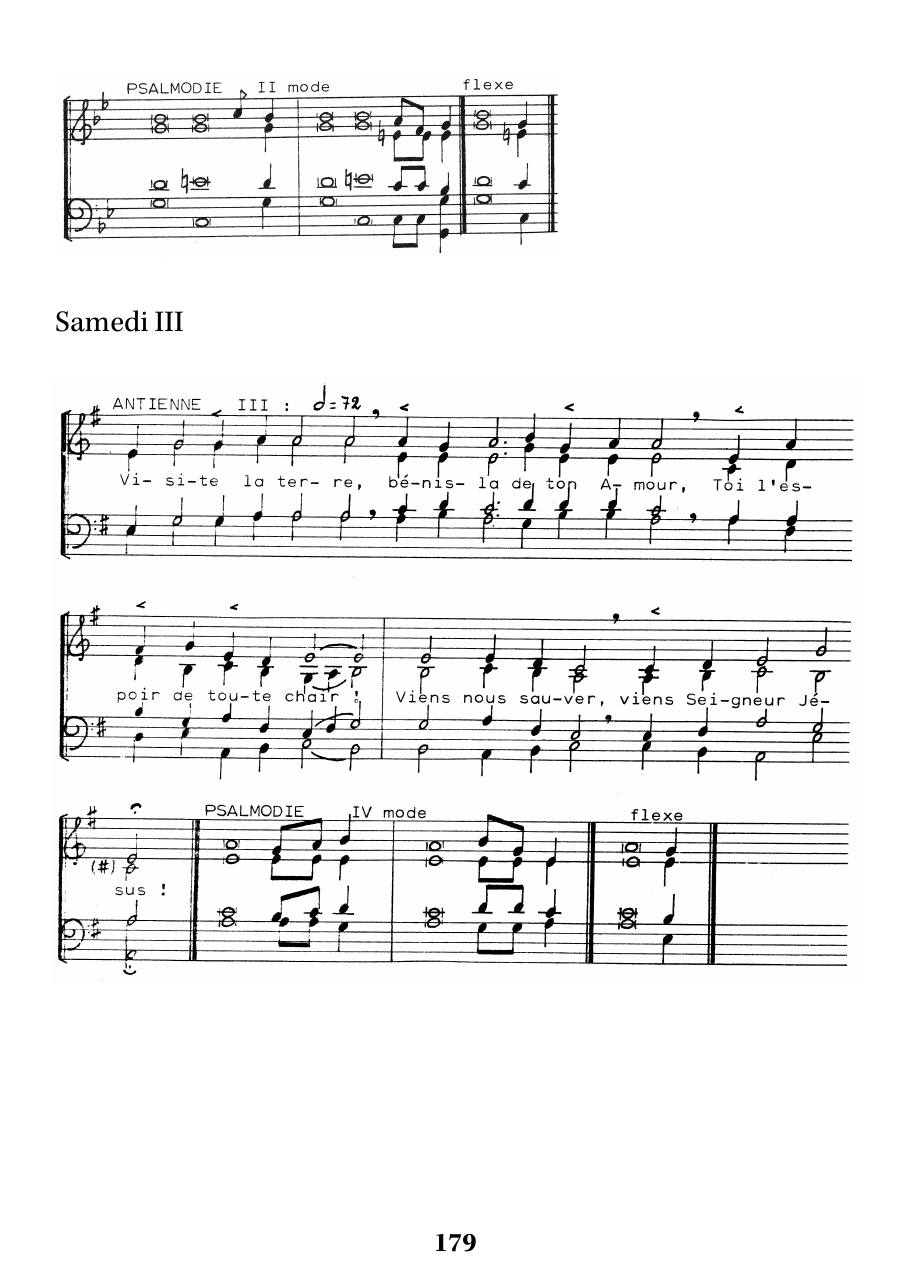 PSALMODIE II mode flexe
Samedi III
ANTIENNE III : 𝅗𝅥=72
Vi- si-te la ter- re, bé-nis- la de ton A- mour, Toi l'es-
poir de tou-te chair ! Viens nous sau-ver, viens Sei-gneur Jé-
(#)
sus !
PSALMODIE IV mode flexe
179